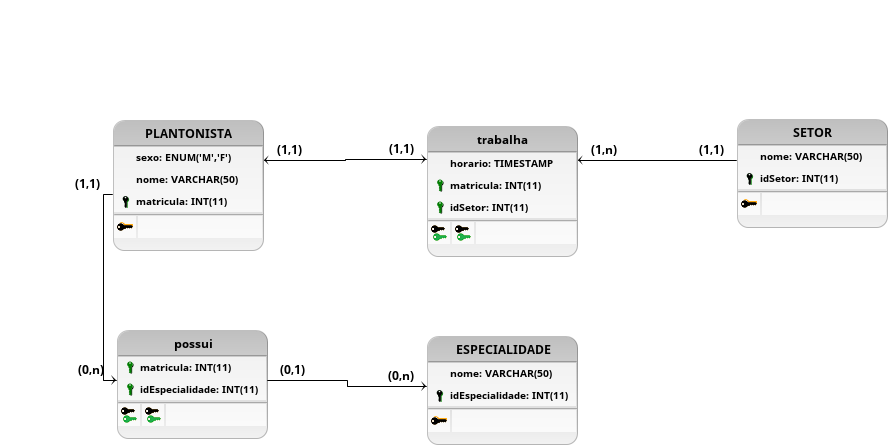 PLANTONISTA
sexo: ENUM('M','F')
nome: VARCHAR(50)
matricula: INT(11)
(1,1)
(1,1)
trabalha
horario: TIMESTAMP
matricula: INT(11)
idSetor: INT(11)
(1,n)
(1,1)
SETOR
nome: VARCHAR(50)
idSetor: INT(11)
(1,1)
(0,n)
possui
matricula: INT(11)
idEspecialidade: INT(11)
(0,1)
(0,n)
ESPECIALIDADE
nome: VARCHAR(50)
idEspecialidade: INT(11)